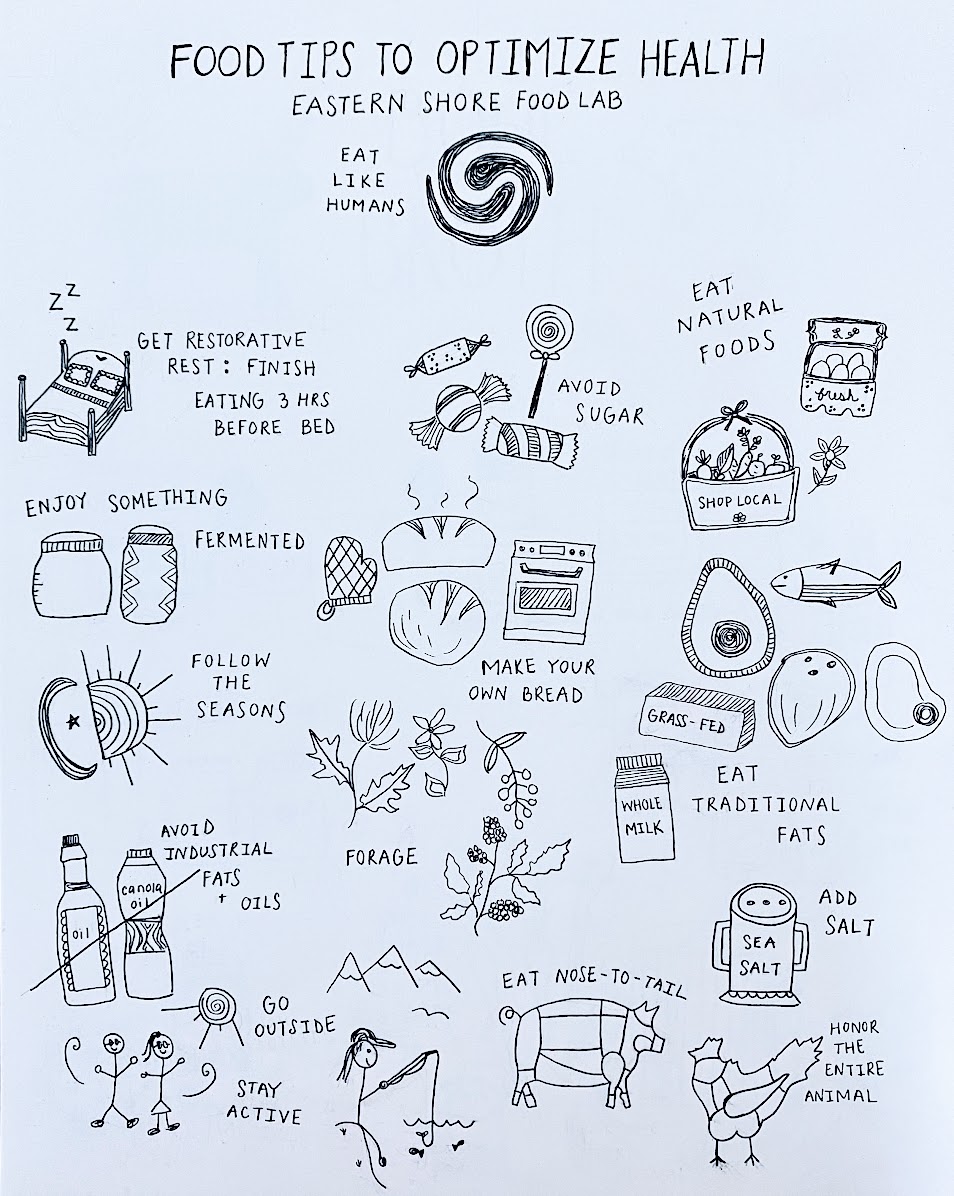 FOOD TIPS TO OPTIMIZE HEALTH
EASTERN SHORE FOOD LAB
EAT
LIKE
HUMANS
Z Z
Z
GET RESTORATIVE
REST: FINISH
EATING 3 HRS
BEFORE BED
AVOID
SUGAR
EAT
NATURAL
FOODS
fresh
SHOP LOCAL
ENJOY SOMETHING
FERMENTED
MAKE YOUR
OWN BREAD
FOLLOW
THE
SEASONS
GRASS-FED
WHOLE
MILK
EAT
TRADITIONAL
FATS
FORAGE
AVOID
INDUSTRIAL
FATS
+ OILS
oil
canola
oil
ADD
SALT
SEA
SALT
GO
OUTSIDE
STAY
ACTIVE
EAT NOSE-TO-TAIL
HONOR
THE
ENTIRE
ANIMAL